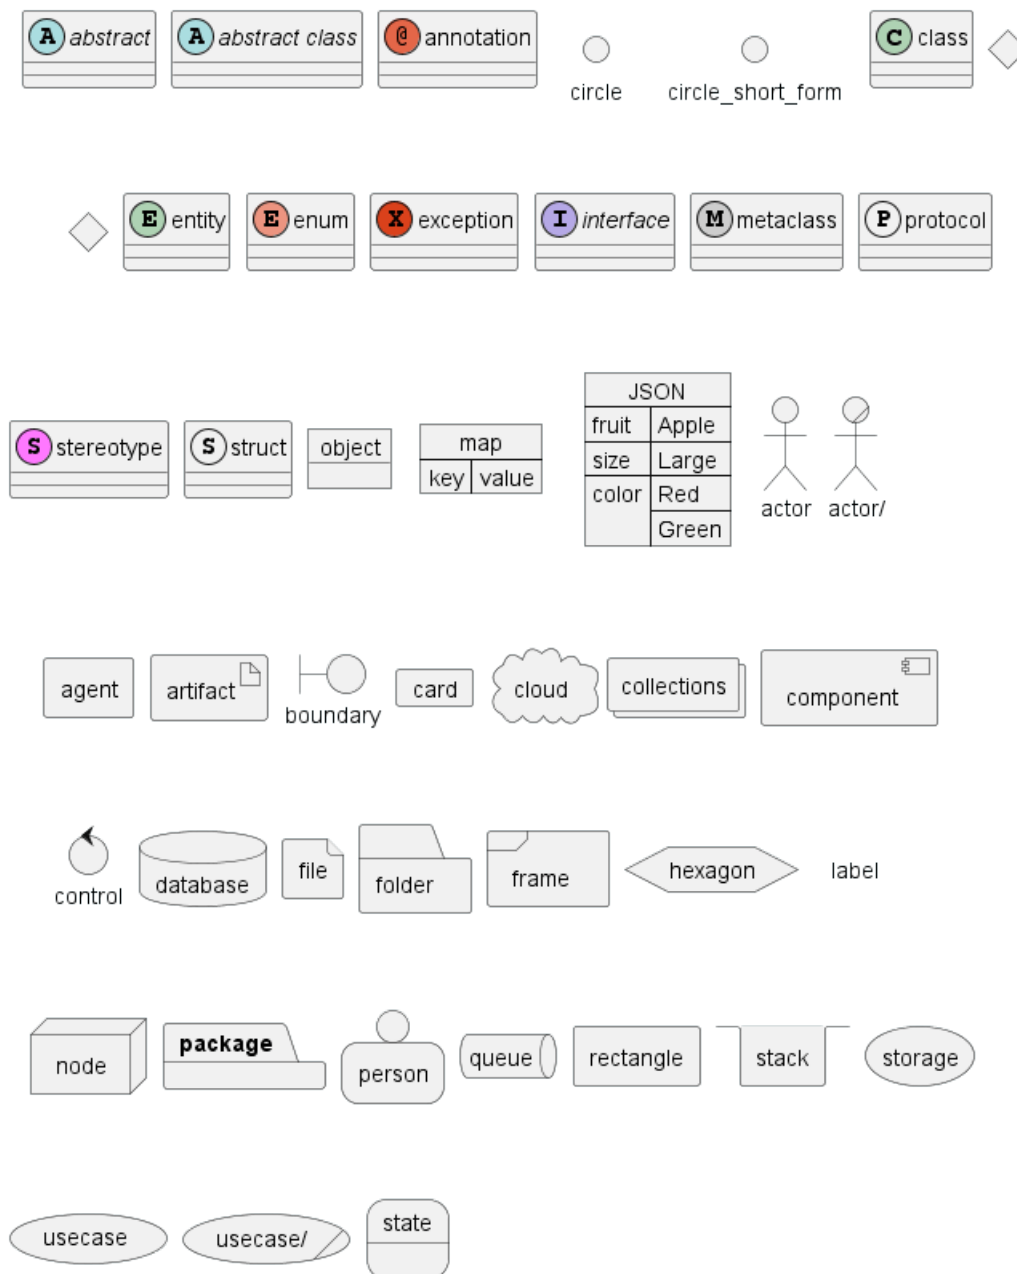 A abstract
A abstract class
@ annotation
circle
circle_short_form
C class
E entity
E enum
X exception
I interface
M metaclass
P protocol
S stereotype
S struct
object
map
key value
JSON
fruit Apple
size Large
color Red
Green
actor
actor/
agent
artifact
boundary
card
cloud
collections
component
control
database
file
folder
frame
hexagon
label
node
package
person
queue
rectangle
stack
storage
usecase
usecase/
state